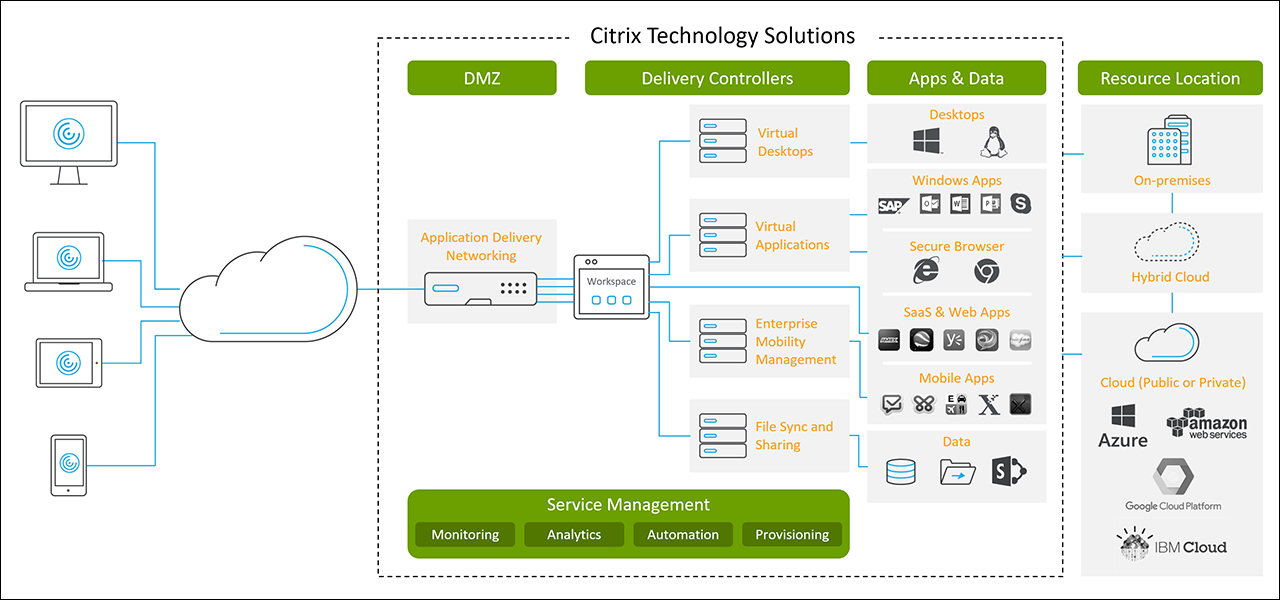 Citrix Technology Solutions
DMZ
Delivery Controllers
Apps & Data
Resource Location
Application Delivery
Networking
Workspace
Virtual
Desktops
Virtual
Applications
Enterprise
Mobility
Management
File Sync and
Sharing
Desktops
Windows Apps
SAP
Secure Browser
SaaS & Web Apps
Mobile Apps
Data
On-premises
Hybrid Cloud
Cloud (Public or Private)
Azure
amazon
web services
Google Cloud Platform
IBM Cloud
Service Management
Monitoring
Analytics
Automation
Provisioning